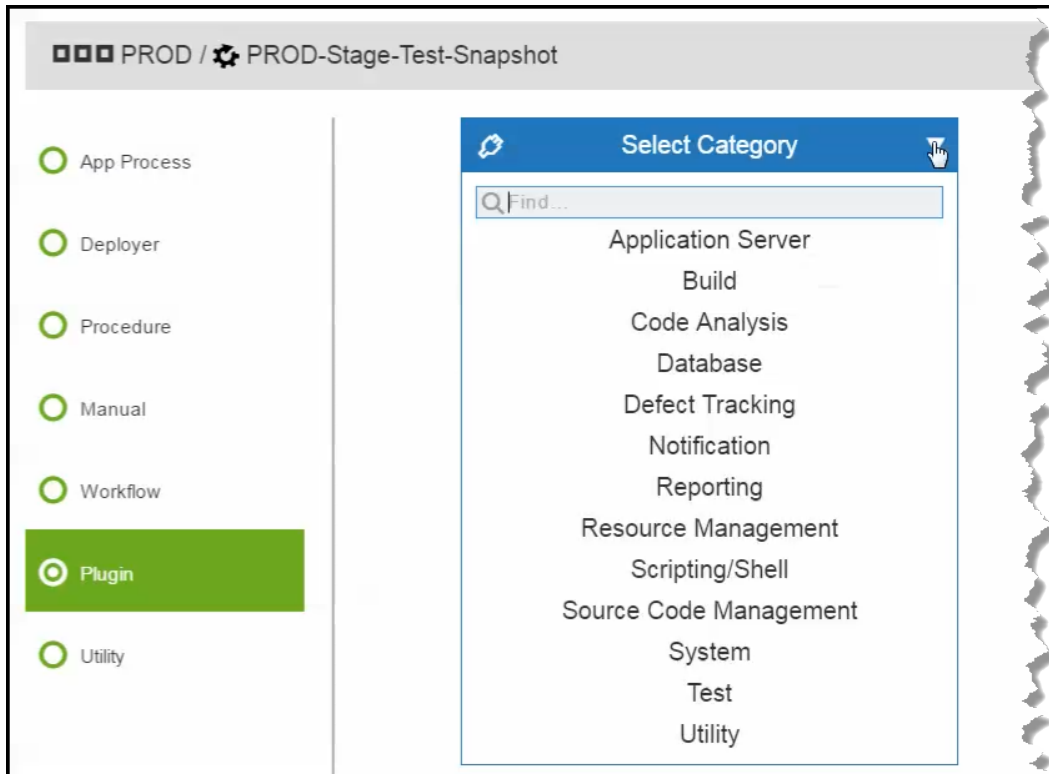 PROD / PROD-Stage-Test-Snapshot
App Process
Deployer
Procedure
Manual
Workflow
Plugin
Utility
Select Category
Find...
Application Server
Build
Code Analysis
Database
Defect Tracking
Notification
Reporting
Resource Management
Scripting/Shell
Source Code Management
System
Test
Utility